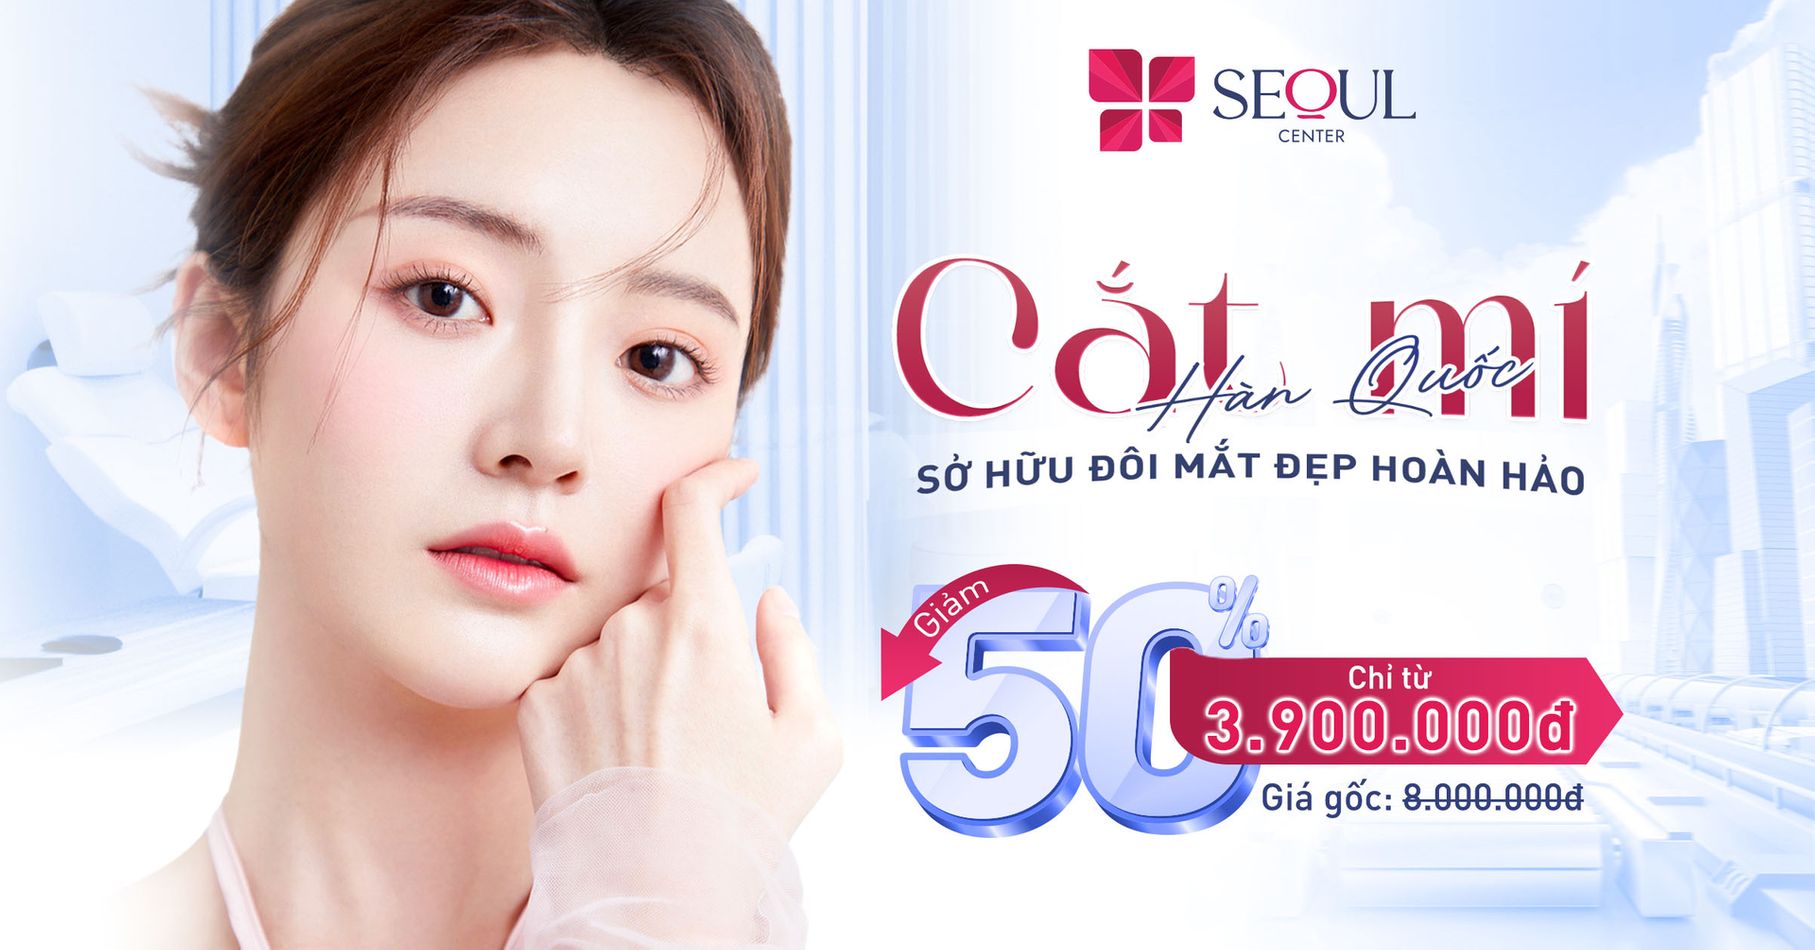 SEOUL
CENTER
Cắt mí
Hàn Quốc
SỞ HỮU ĐÔI MẮT ĐẸP HOÀN HẢO
Giảm
50%
Chỉ từ
3.900.000đ
Giá gốc: 8.000.000đ